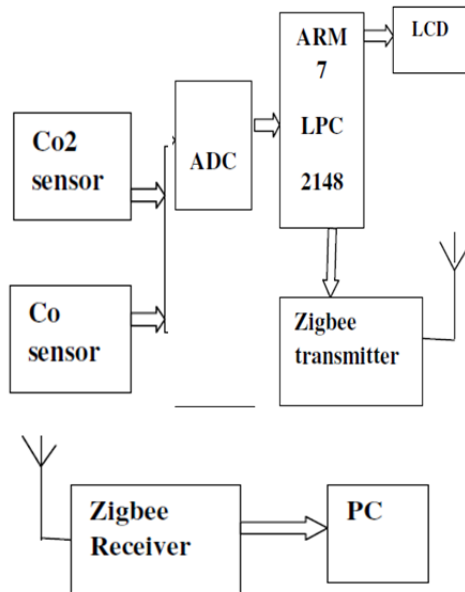 Co2
sensor
Co
sensor
ADC
ARM
7
LPC
2148
LCD
Zigbee
transmitter
Zigbee
Receiver
PC